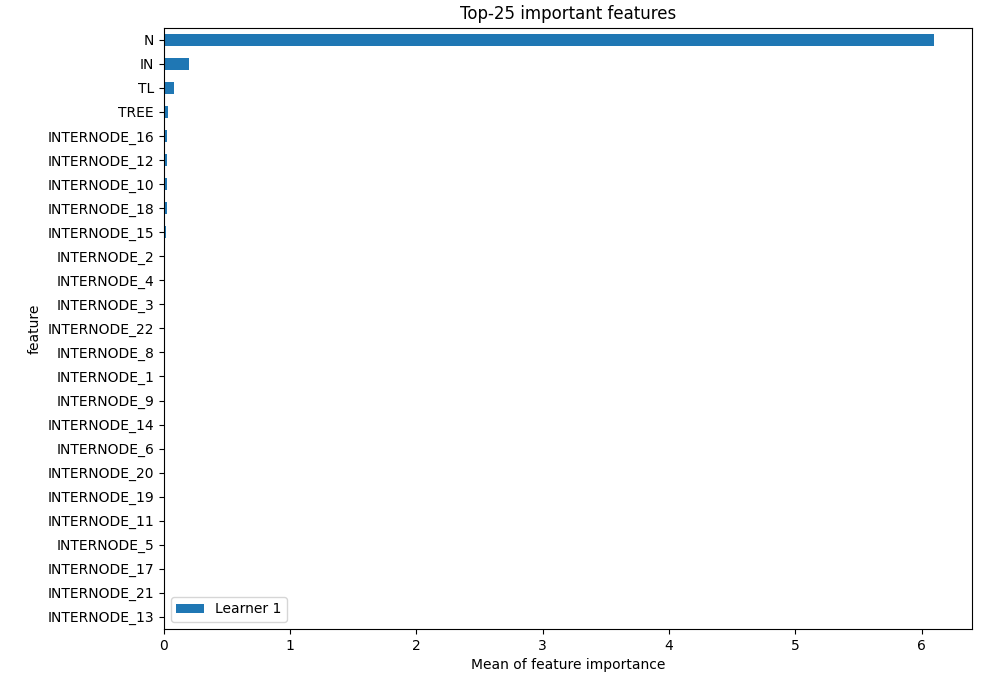 Top-25 important features
N
IN
TL
TREE
INTERNODE_16
INTERNODE_12
INTERNODE_10
INTERNODE_18
INTERNODE_15
INTERNODE_2
INTERNODE_4
INTERNODE_3
INTERNODE_22
INTERNODE_8
INTERNODE_1
INTERNODE_9
INTERNODE_14
INTERNODE_6
INTERNODE_20
INTERNODE_19
INTERNODE_11
INTERNODE_5
INTERNODE_17
INTERNODE_21
INTERNODE_13
feature
Learner 1
0 1 2 3 4 5 6
Mean of feature importance